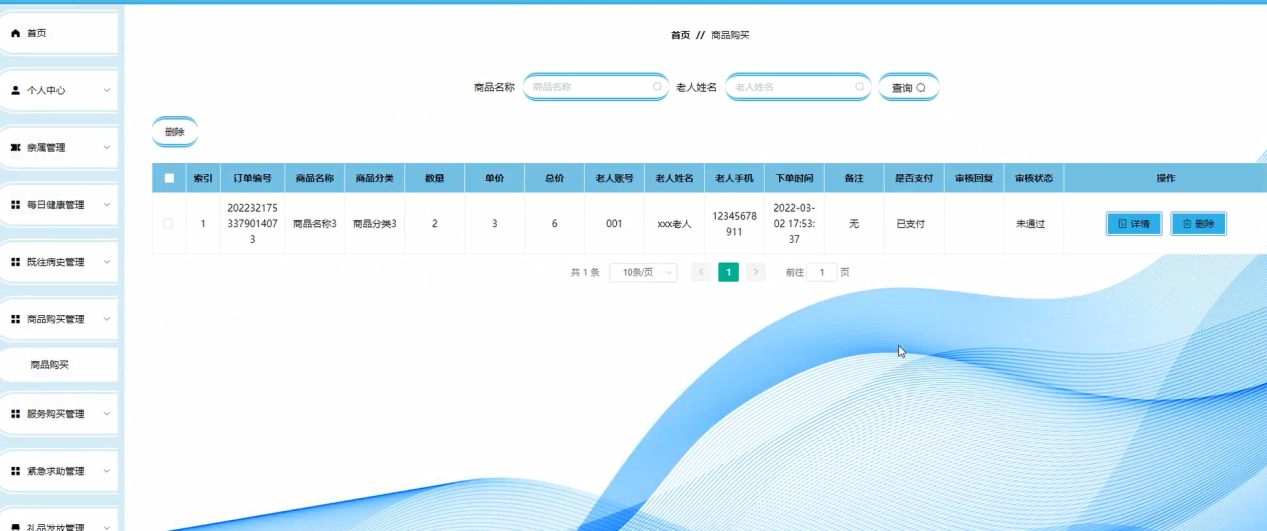 首页
个人中心
亲属管理
每日健康管理
既往病史管理
商品购买管理
商品购买
服务购买管理
紧急求助管理
礼品发放管理
首页 // 商品购买
商品名称 商品名称 老人姓名 老人姓名 查询
删除
索引 订单编号 商品名称 商品分类 数量 单价 总价 老人账号 老人姓名 老人手机 下单时间 备注 是否支付 审核回复 审核状态 操作
1 2022321753379014073 商品名称3 商品分类3 2 3 6 001 xxx老人 12345678911 2022-03-02 17:53:37 无 已支付 未通过 详情 删除
共 1 条 10条/页 1 前往 1 页